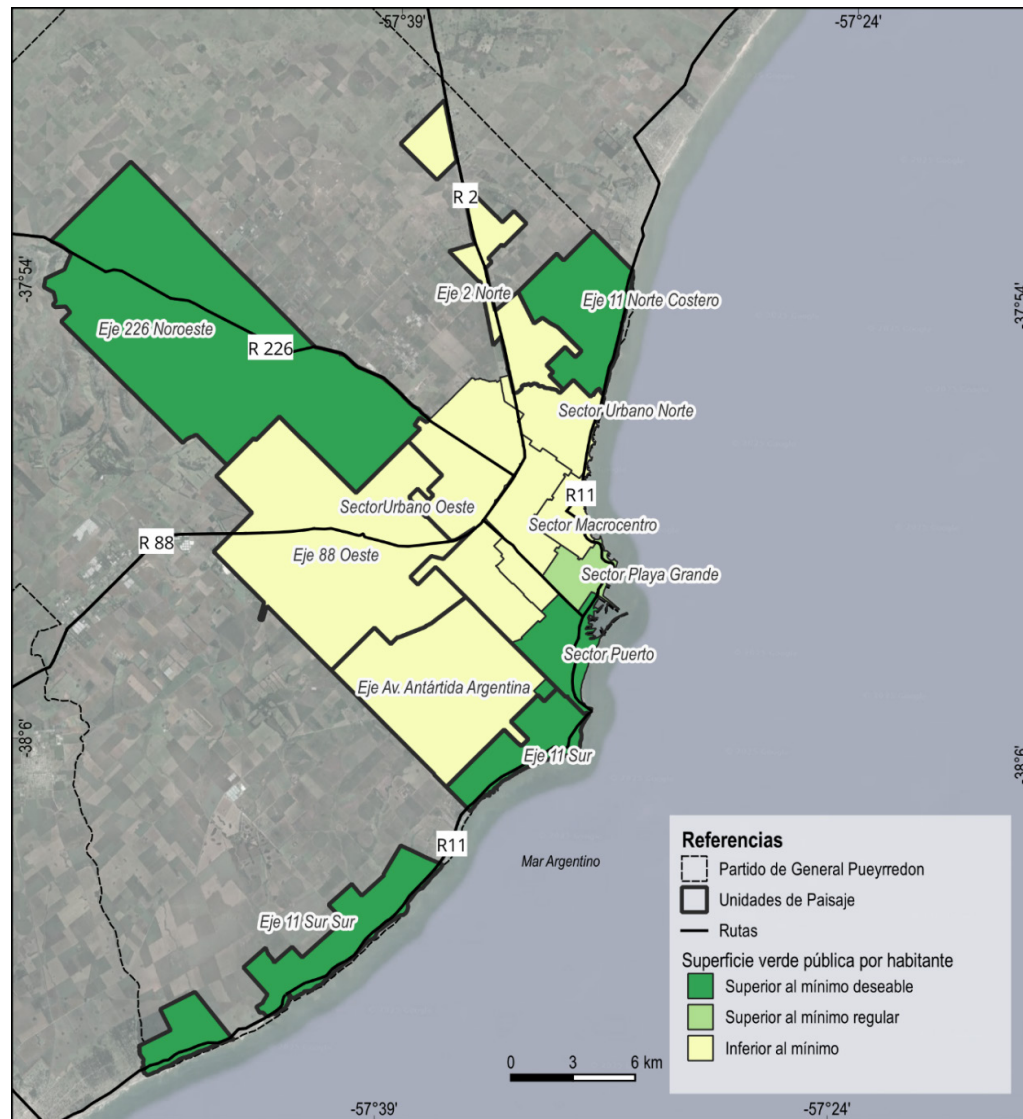 -57°39'
-57°24'
R 2
-37°54'
-37°54'
Eje 2 Norte
Eje 11 Norte Costero
Eje 226 Noroeste
R 226
Sector Urbano Norte
R11
SectorUrbano Oeste
Sector Macrocentro
R 88
Eje 88 Oeste
Sector Playa Grande
Sector Puerto
Eje Av. Antártida Argentina
-38°6'
-38°6'
Eje 11 Sur
R11
Mar Argentino
Eje 11 Sur Sur
Referencias
Partido de General Pueyrredon
Unidades de Paisaje
Rutas
Superficie verde pública por habitante
Superior al mínimo deseable
Superior al mínimo regular
Inferior al mínimo
0 3 6 km
-57°39'
-57°24'